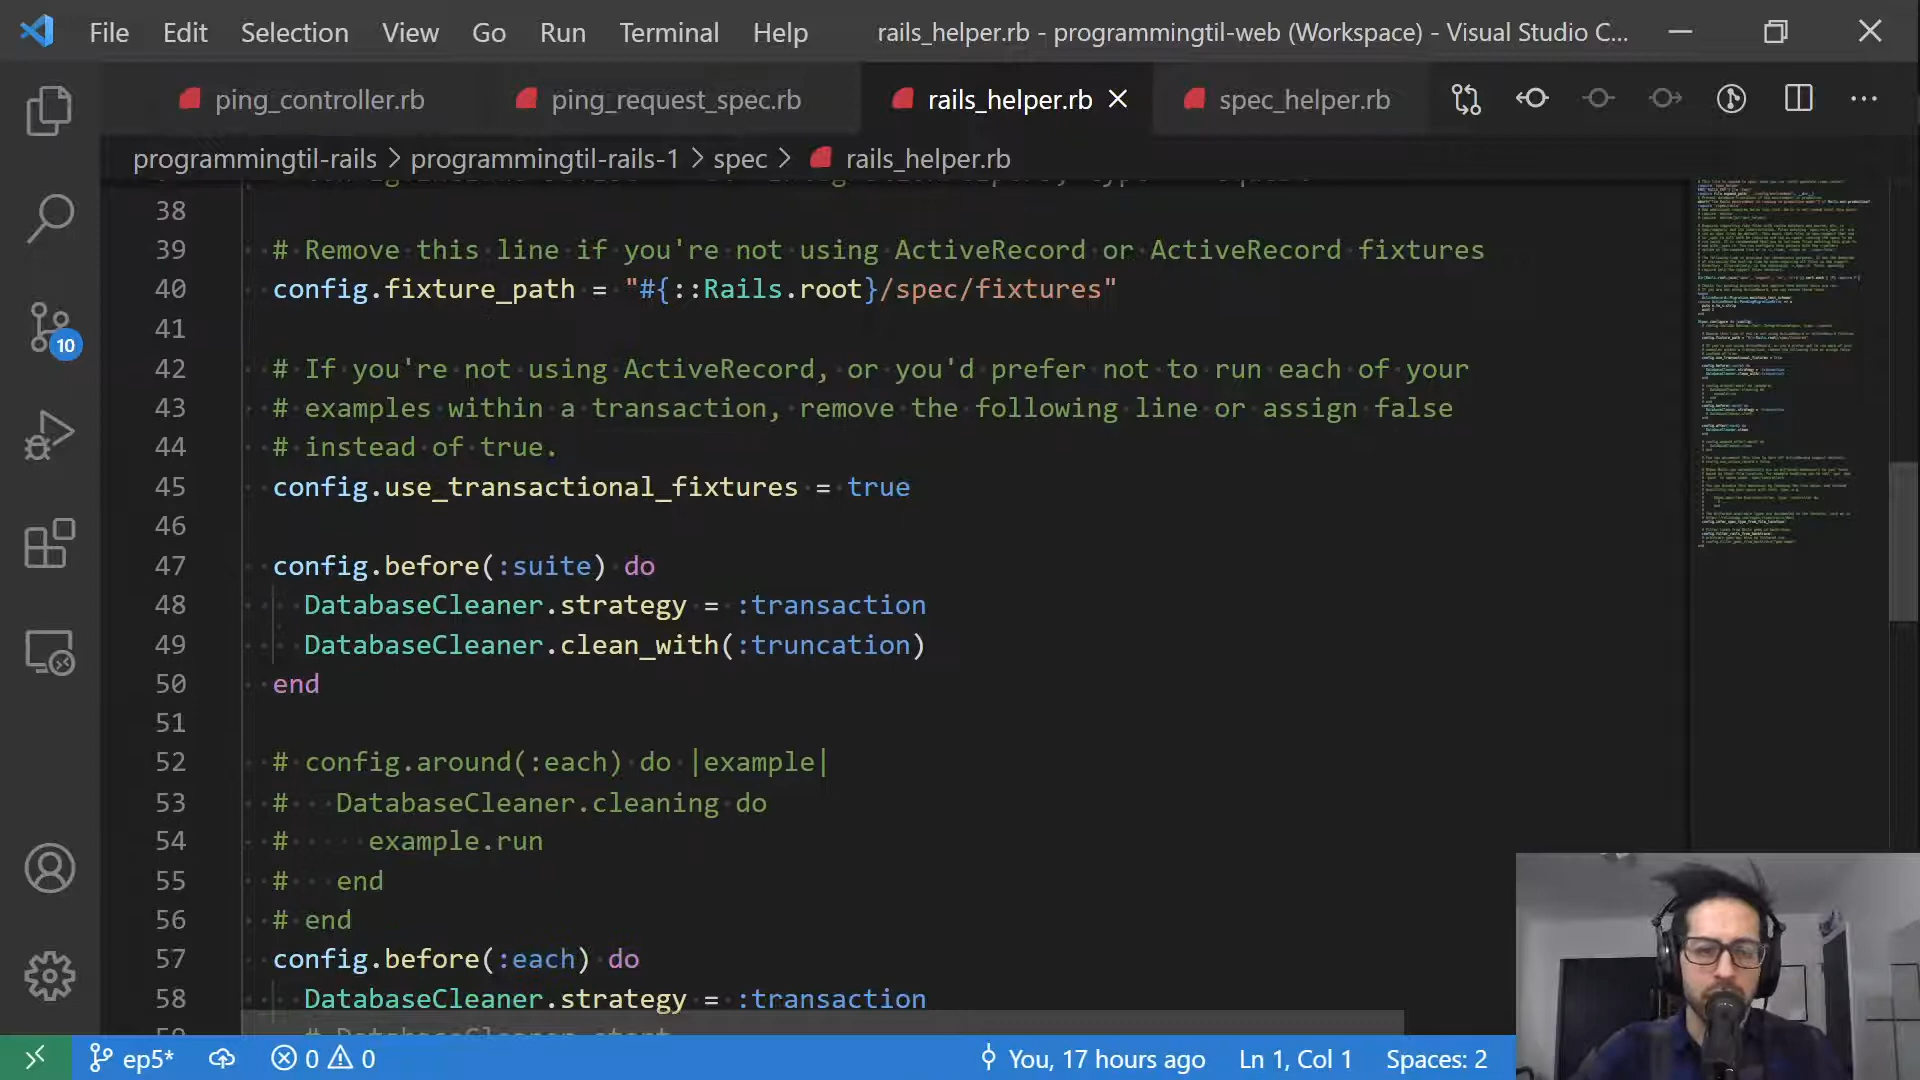 File Edit Selection View Go Run Terminal Help rails_helper.rb - programmingtil-web (Workspace) - Visual Studio C...
ping_controller.rb ping_request_spec.rb rails_helper.rb spec_helper.rb
programmingtil-rails > programmingtil-rails-1 > spec > rails_helper.rb
38
39 # Remove this line if you're not using ActiveRecord or ActiveRecord fixtures
40 config.fixture_path = "#{::Rails.root}/spec/fixtures"
41
42 # If you're not using ActiveRecord, or you'd prefer not to run each of your
43 # examples within a transaction, remove the following line or assign false
44 # instead of true.
45 config.use_transactional_fixtures = true
46
47 config.before(:suite) do
48 DatabaseCleaner.strategy = :transaction
49 DatabaseCleaner.clean_with(:truncation)
50 end
51
52 # config.around(:each) do |example|
53 #   DatabaseCleaner.cleaning do
54 #     example.run
55 #   end
56 # end
57 config.before(:each) do
58 DatabaseCleaner.strategy = :transaction
59 # DatabaseCleaner.start
10
ep5* 0 0 You, 17 hours ago Ln 1, Col 1 Spaces: 2